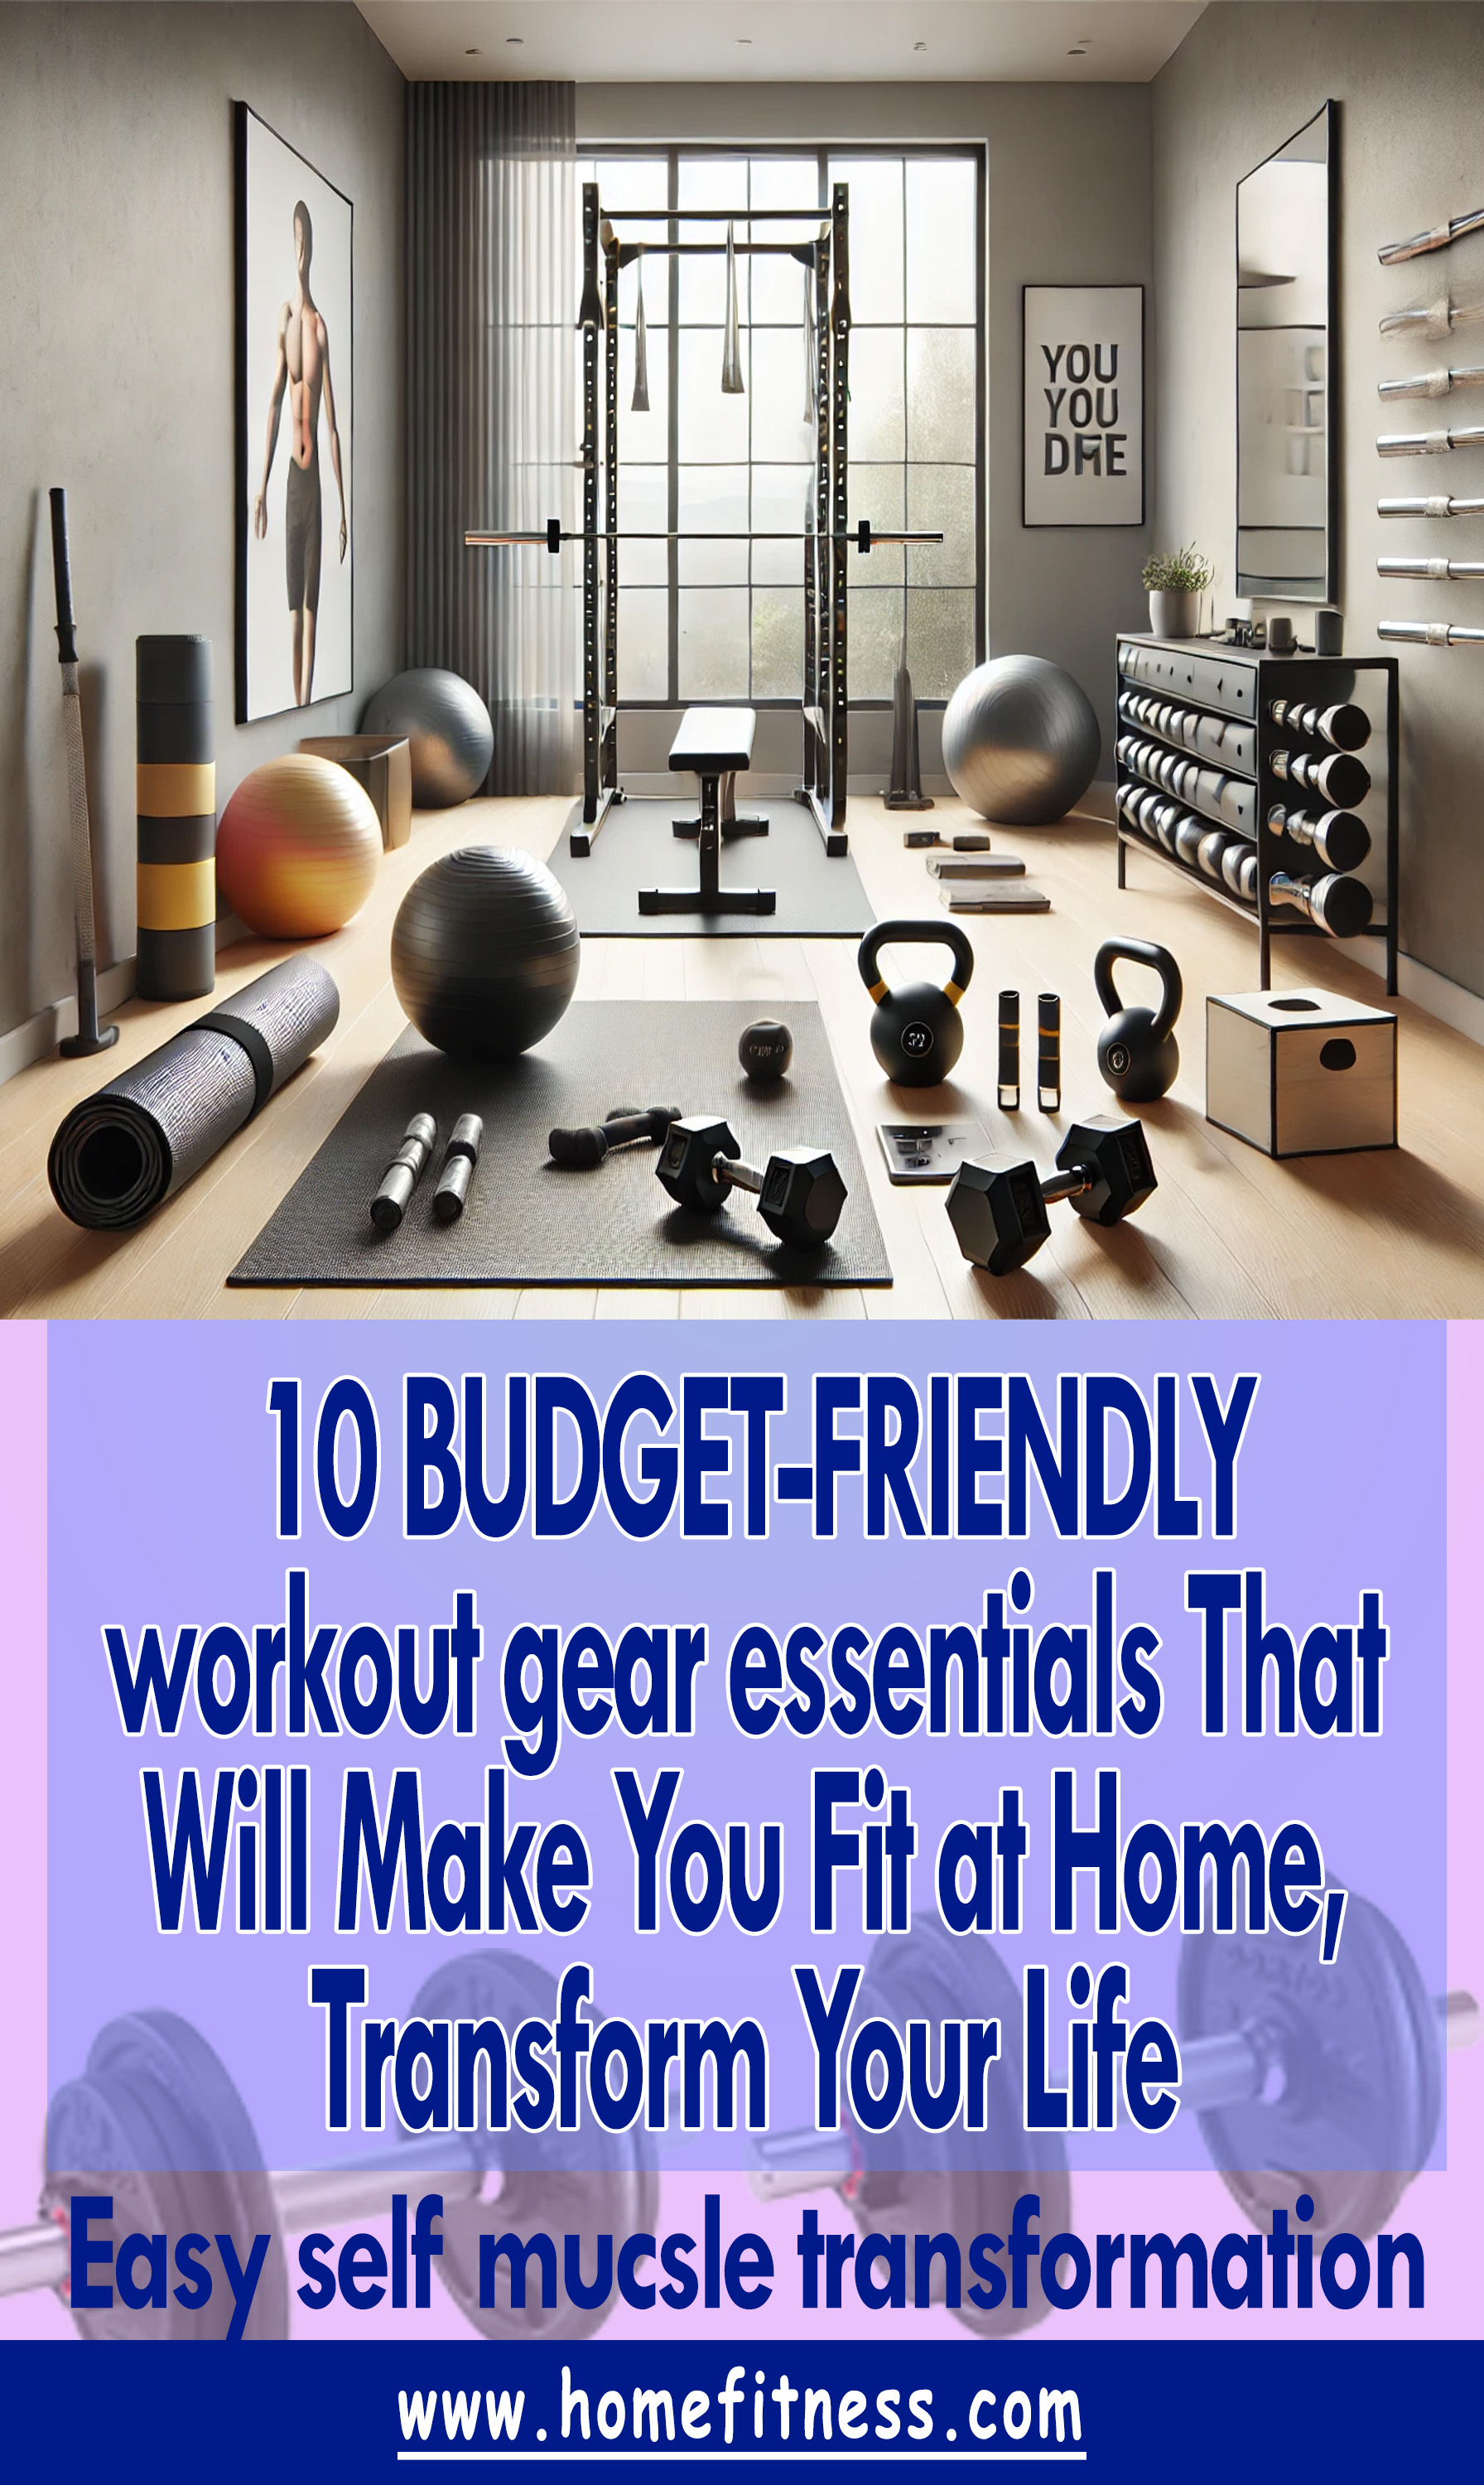 YOU
YOU
10 BUDGET-FRIENDLY
workout gear essentials That
Will Make You Fit at Home,
Transform Your Life
Easy self mucsle transformation
www.homefitness.com